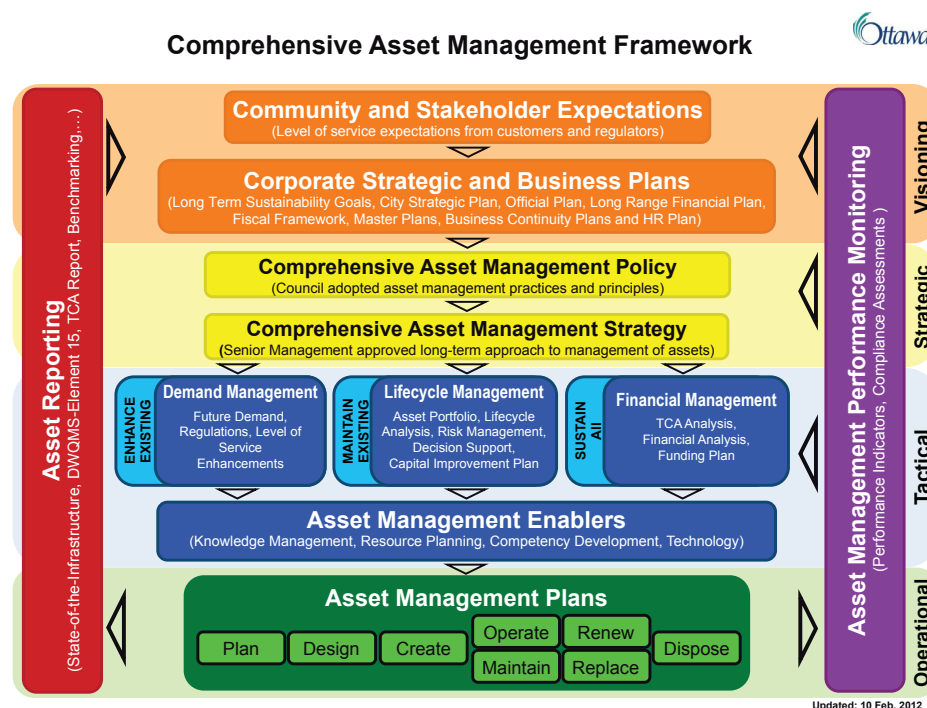 Comprehensive Asset Management Framework
Ottawa
Community and Stakeholder Expectations
(Level of service expectations from customers and regulators)
Corporate Strategic and Business Plans
(Long Term Sustainability Goals, City Strategic Plan, Official Plan, Long Range Financial Plan,
Fiscal Framework, Master Plans, Business Continuity Plans and HR Plan)
Comprehensive Asset Management Policy
(Council adopted asset management practices and principles)
Comprehensive Asset Management Strategy
(Senior Management approved long-term approach to management of assets)
ENHANCE
EXISTING
Demand Management
Future Demand,
Regulations, Level of
Service
Enhancements
MAINTAIN
EXISTING
Lifecycle Management
Asset Portfolio, Lifecycle
Analysis, Risk Management,
Decision Support,
Capital Improvement Plan
SUSTAIN
All
Financial Management
TCA Analysis,
Financial Analysis,
Funding Plan
Asset Management Enablers
(Knowledge Management, Resource Planning, Competency Development, Technology)
Asset Management Plans
Plan
Design
Create
Operate
Maintain
Renew
Replace
Dispose
Asset Reporting
(State-of-the-Infrastructure, DWQMS-Element 15, TCA Report, Benchmarking,...)
Asset Management Performance Monitoring
(Performance Indicators, Compliance Assessments )
Visioning
Strategic
Tactical
Operational
Updated: 10 Feb. 2012